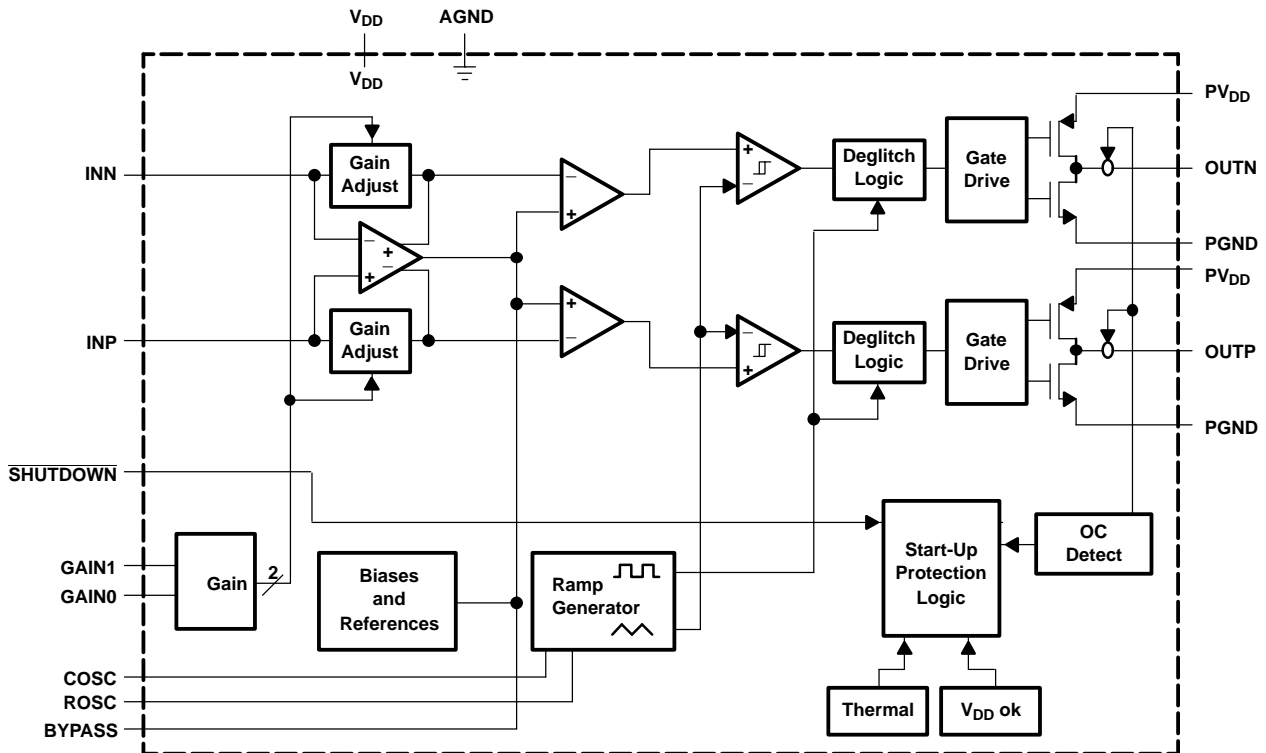 VDD
AGND
VDD
PVDD
INN
Gain
Adjust
−
+
+
−
Deglitch
Logic
Gate
Drive
OUTN
−
+
+
−
PGND
PVDD
INP
Gain
Adjust
+
−
−
+
Deglitch
Logic
Gate
Drive
OUTP
PGND
SHUTDOWN
GAIN1
GAIN0
Gain
2
Biases
and
References
Ramp
Generator
Start-Up
Protection
Logic
OC
Detect
COSC
ROSC
BYPASS
Thermal
VDD ok